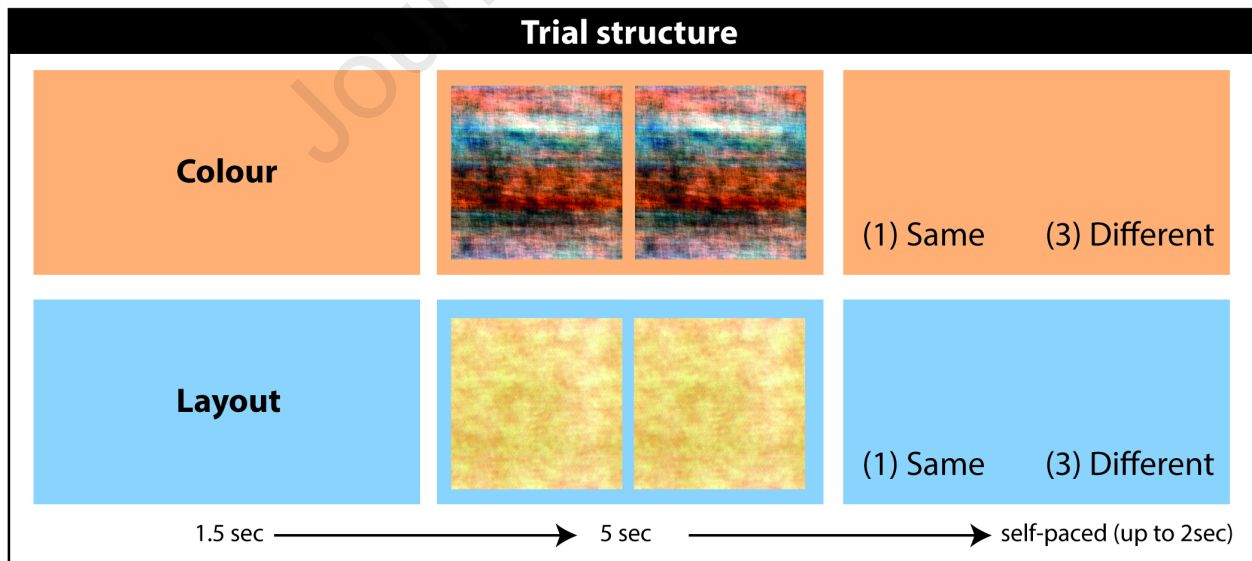 Trial structure
Colour
(1) Same (3) Different
Layout
(1) Same (3) Different
1.5 sec 5 sec self-paced (up to 2sec)
Journ